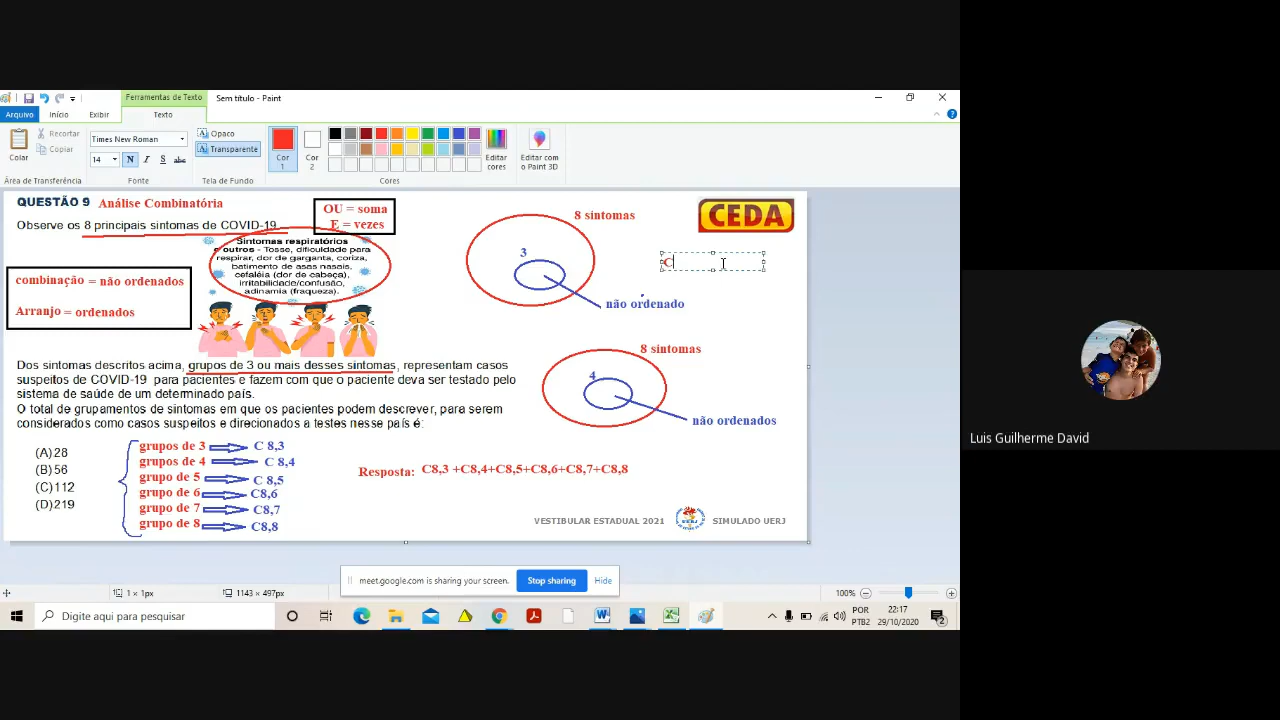 Ferramentas de Texto
Sem título - Paint
Arquivo
Início
Exibir
Texto
Colar
Recortar
Copiar
Área de Transferência
Times New Roman
14
N
I
S
abc
Fonte
Opaco
Transparente
Tela de Fundo
Cor
1
Cor
2
Cores
Editar
cores
Editar com
o Paint 3D
QUESTÃO 9
Análise Combinatória
Observe os 8 principais sintomas de COVID-19.
OU = soma
E = vezes
Sintomas respiratórios
e outros - Tosse, dificuldade para
respirar, dor de garganta, coriza,
batimento de asas nasais,
cefaléia (dor de cabeça),
irritabilidade/confusão,
adinamia (fraqueza).
combinação = não ordenados
Arranjo = ordenados
8 sintomas
3
não ordenado
CEDA
C
8 sintomas
4
não ordenados
Dos sintomas descritos acima, grupos de 3 ou mais desses sintomas, representam casos
suspeitos de COVID-19 para pacientes e fazem com que o paciente deva ser testado pelo
sistema de saúde de um determinado país.
O total de grupamentos de sintomas em que os pacientes podem descrever, para serem
considerados como casos suspeitos e direcionados a testes nesse país é:
(A) 28
(B) 56
(C) 112
(D) 219
grupos de 3 C 8,3
grupos de 4 C 8,4
grupo de 5 C 8,5
grupo de 6 C8,6
grupo de 7 C8,7
grupo de 8 C8,8
Resposta: C8,3 +C8,4+C8,5+C8,6+C8,7+C8,8
VESTIBULAR ESTADUAL 2021
UERJ
SIMULADO UERJ
meet.google.com is sharing your screen.
Stop sharing
Hide
1 x 1px
1143 x 497px
100%
Digite aqui para pesquisar
POR
PTB2
22:17
29/10/2020
2
Luis Guilherme David